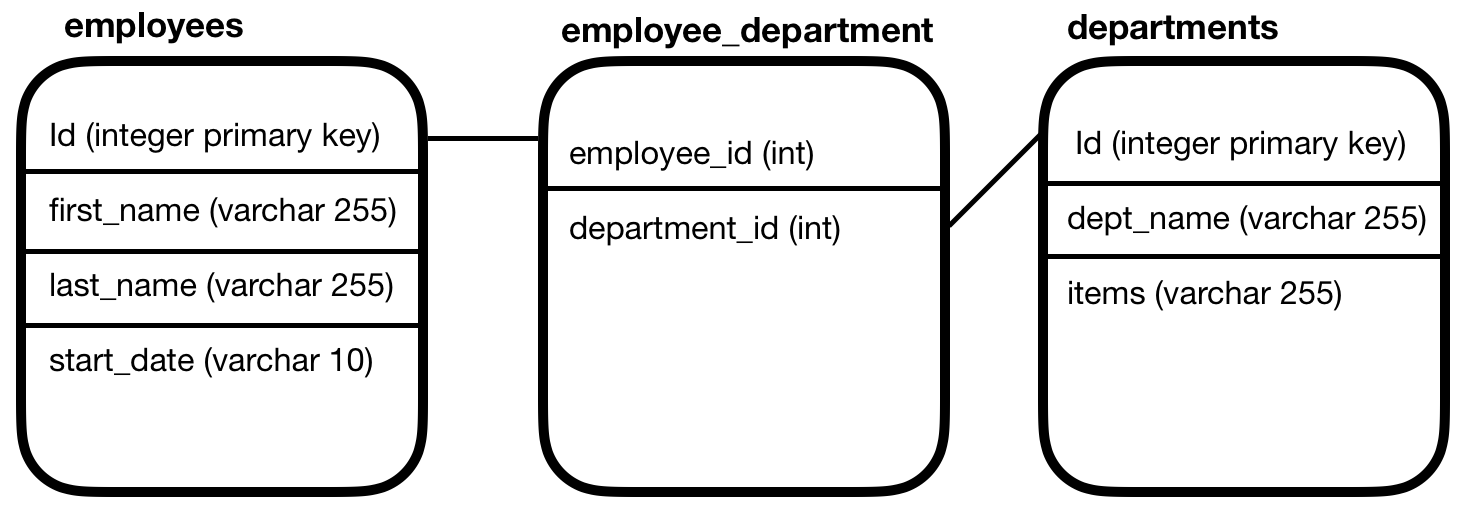 employees
Id (integer primary key)
first_name (varchar 255)
last_name (varchar 255)
start_date (varchar 10)
employee_department
employee_id (int)
department_id (int)
departments
Id (integer primary key)
dept_name (varchar 255)
items (varchar 255)